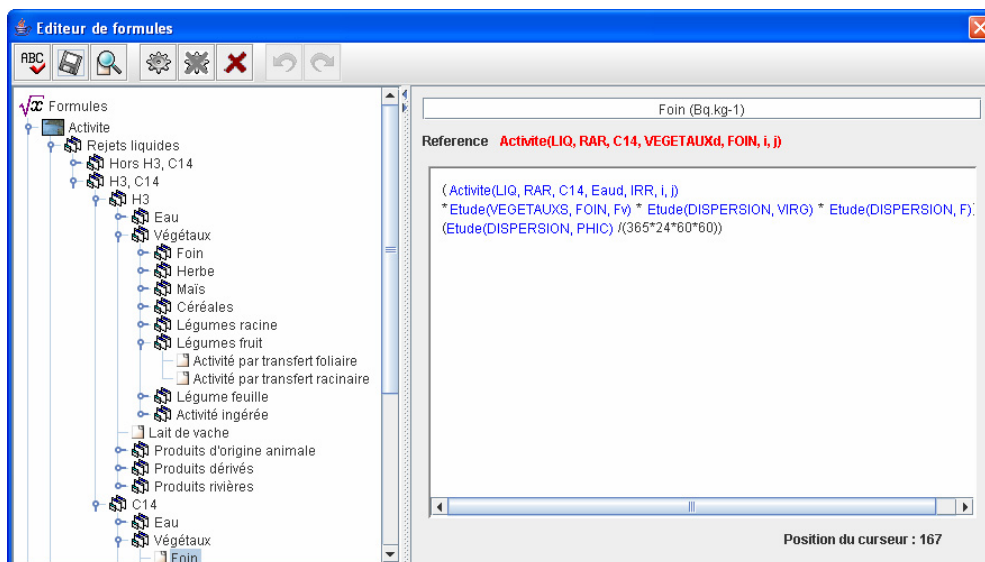 Editeur de formules
ABC
Formules
Activite
Rejets liquides
Hors H3, C14
H3, C14
H3
Eau
Végétaux
Foin
Herbe
Maïs
Céréales
Légumes racine
Légumes fruit
Activité par transfert foliaire
Activité par transfert racinaire
Légume feuille
Activité ingérée
Lait de vache
Produits d'origine animale
Produits dérivés
Produits rivières
C14
Eau
Végétaux
Foin
Foin (Bq.kg-1)
Reference Activite(LIQ, RAR, C14, VEGETAUXd, FOIN, i, j)
( Activite(LIQ, RAR, C14, Eaud, IRR, i, j)
*Etude(VEGETAUXS, FOIN, Fv) * Etude(DISPERSION, VIRG) * Etude(DISPERSION, F)
(Etude(DISPERSION, PHIC) /(365*24*60*60))
Position du curseur : 167